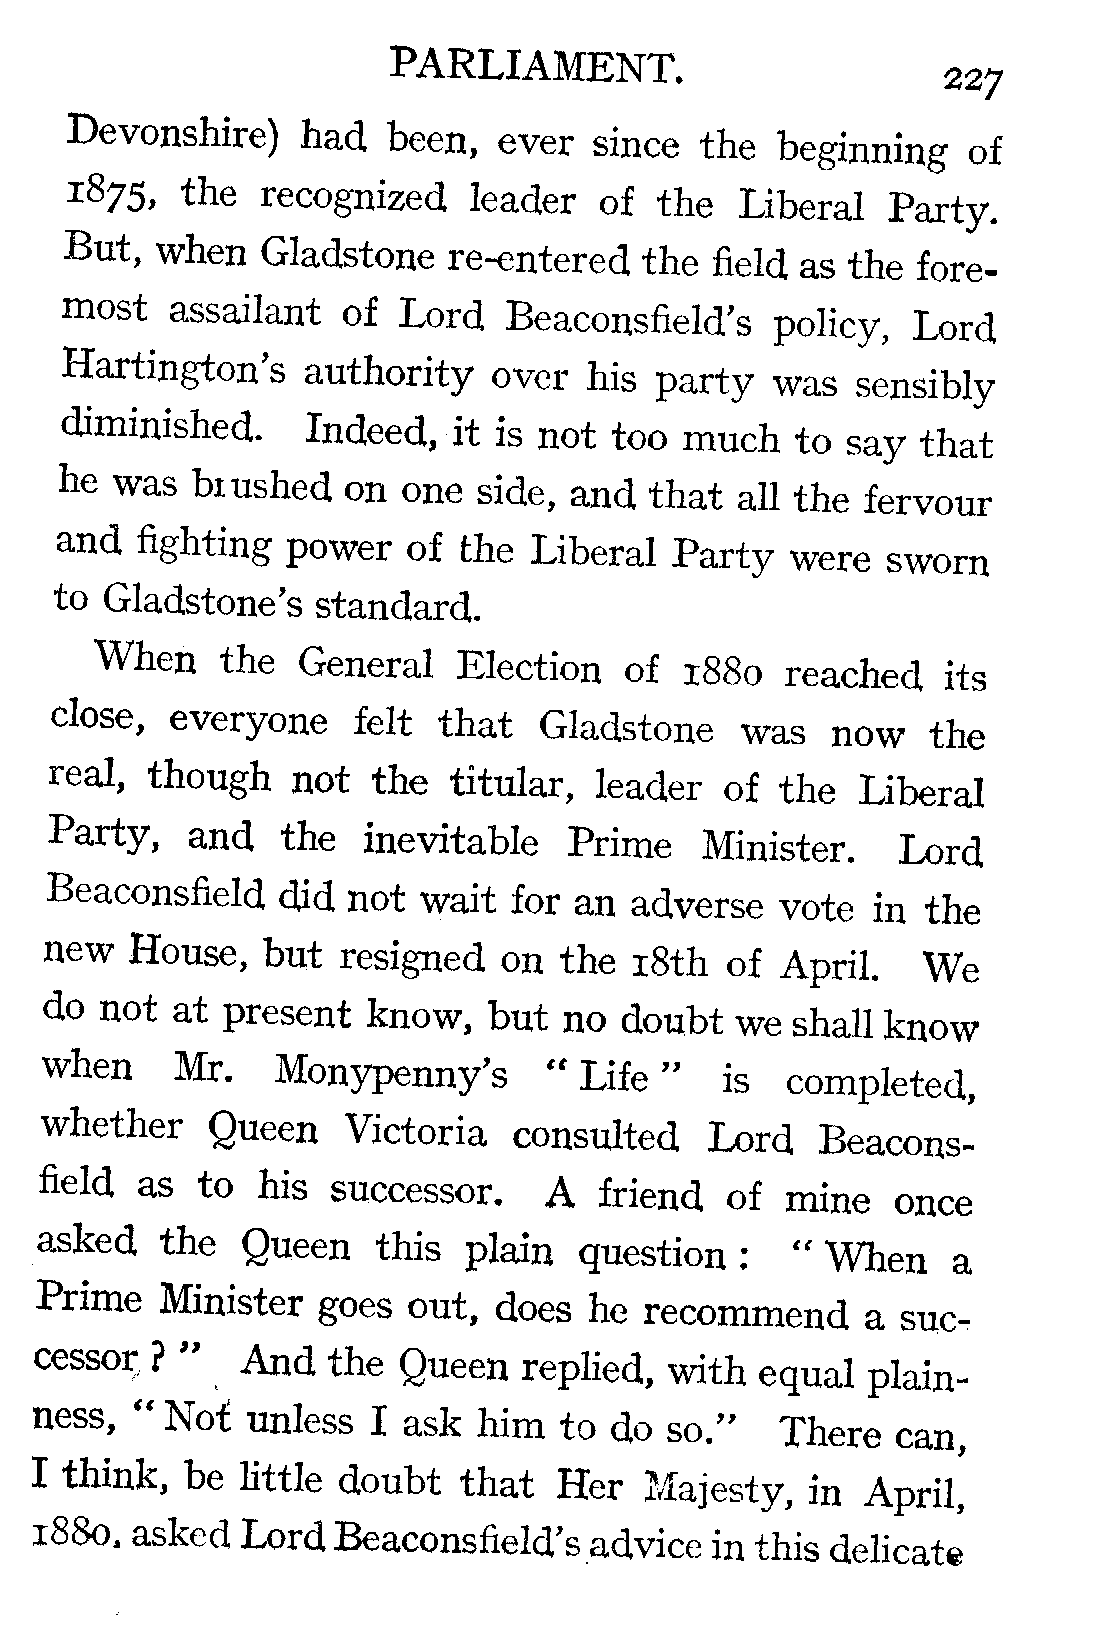 PARLIAMENT. 227
Devonshire) had been, ever since the beginning of
1875, the recognized leader of the Liberal Party.
But, when Gladstone re-entered the field as the fore-
most assailant of Lord Beaconsfield's policy, Lord
Hartington's authority over his party was sensibly
diminished. Indeed, it is not too much to say that
he was brushed on one side, and that all the fervour
and fighting power of the Liberal Party were sworn
to Gladstone's standard.
When the General Election of 1880 reached its
close, everyone felt that Gladstone was now the
real, though not the titular, leader of the Liberal
Party, and the inevitable Prime Minister. Lord
Beaconsfield did not wait for an adverse vote in the
new House, but resigned on the 18th of April. We
do not at present know, but no doubt we shall know
when Mr. Monypenny's "Life" is completed,
whether Queen Victoria consulted Lord Beacons-
field as to his successor. A friend of mine once
asked the Queen this plain question: "When a
Prime Minister goes out, does he recommend a suc-
cessor?" And the Queen replied, with equal plain-
ness, "Not unless I ask him to do so." There can,
I think, be little doubt that Her Majesty, in April,
1880, asked Lord Beaconsfield's advice in this delicate